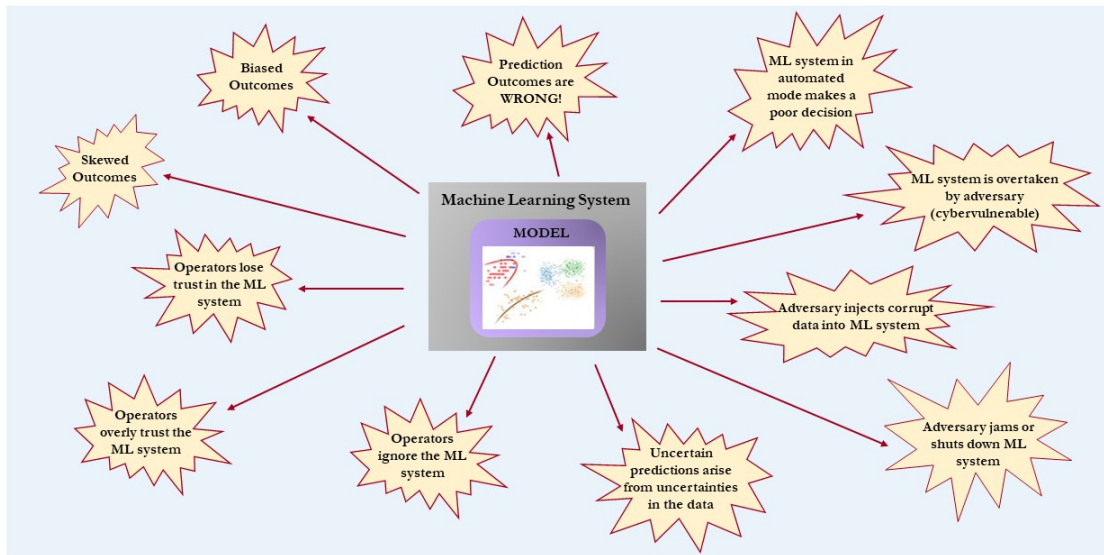 Biased
Outcomes
Prediction
Outcomes are
WRONG!
ML system in
automated
mode makes a
poor decision
Skewed
Outcomes
ML system is overtaken
by adversary
(cybervulnerable)
Machine Learning System
MODEL
Operators lose
trust in the ML
system
Adversary injects corrupt
data into ML system
Operators
overly trust the
ML system
Operators
ignore the ML
system
Uncertain
predictions arise
from uncertainties
in the data
Adversary jams or
shuts down ML
system